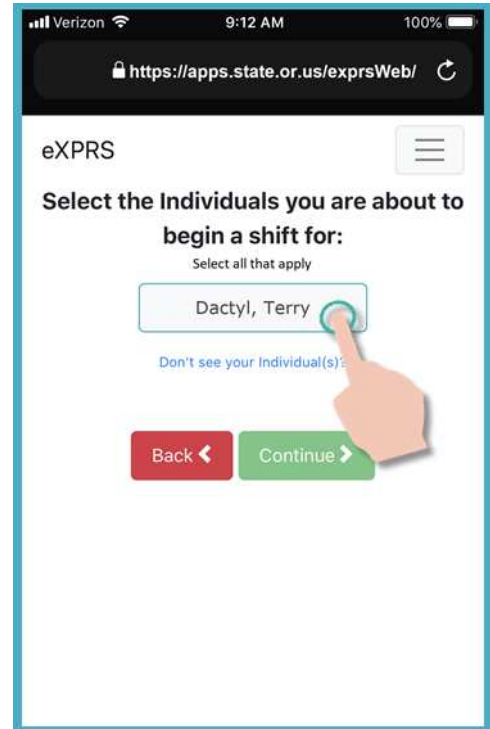 Verizon 9:12 AM 100%
https://apps.state.or.us/exprsWeb/
eXPRS
Select the Individuals you are about to
begin a shift for:
Select all that apply
Dactyl, Terry
Don't see your Individual(s)?
Back Continue